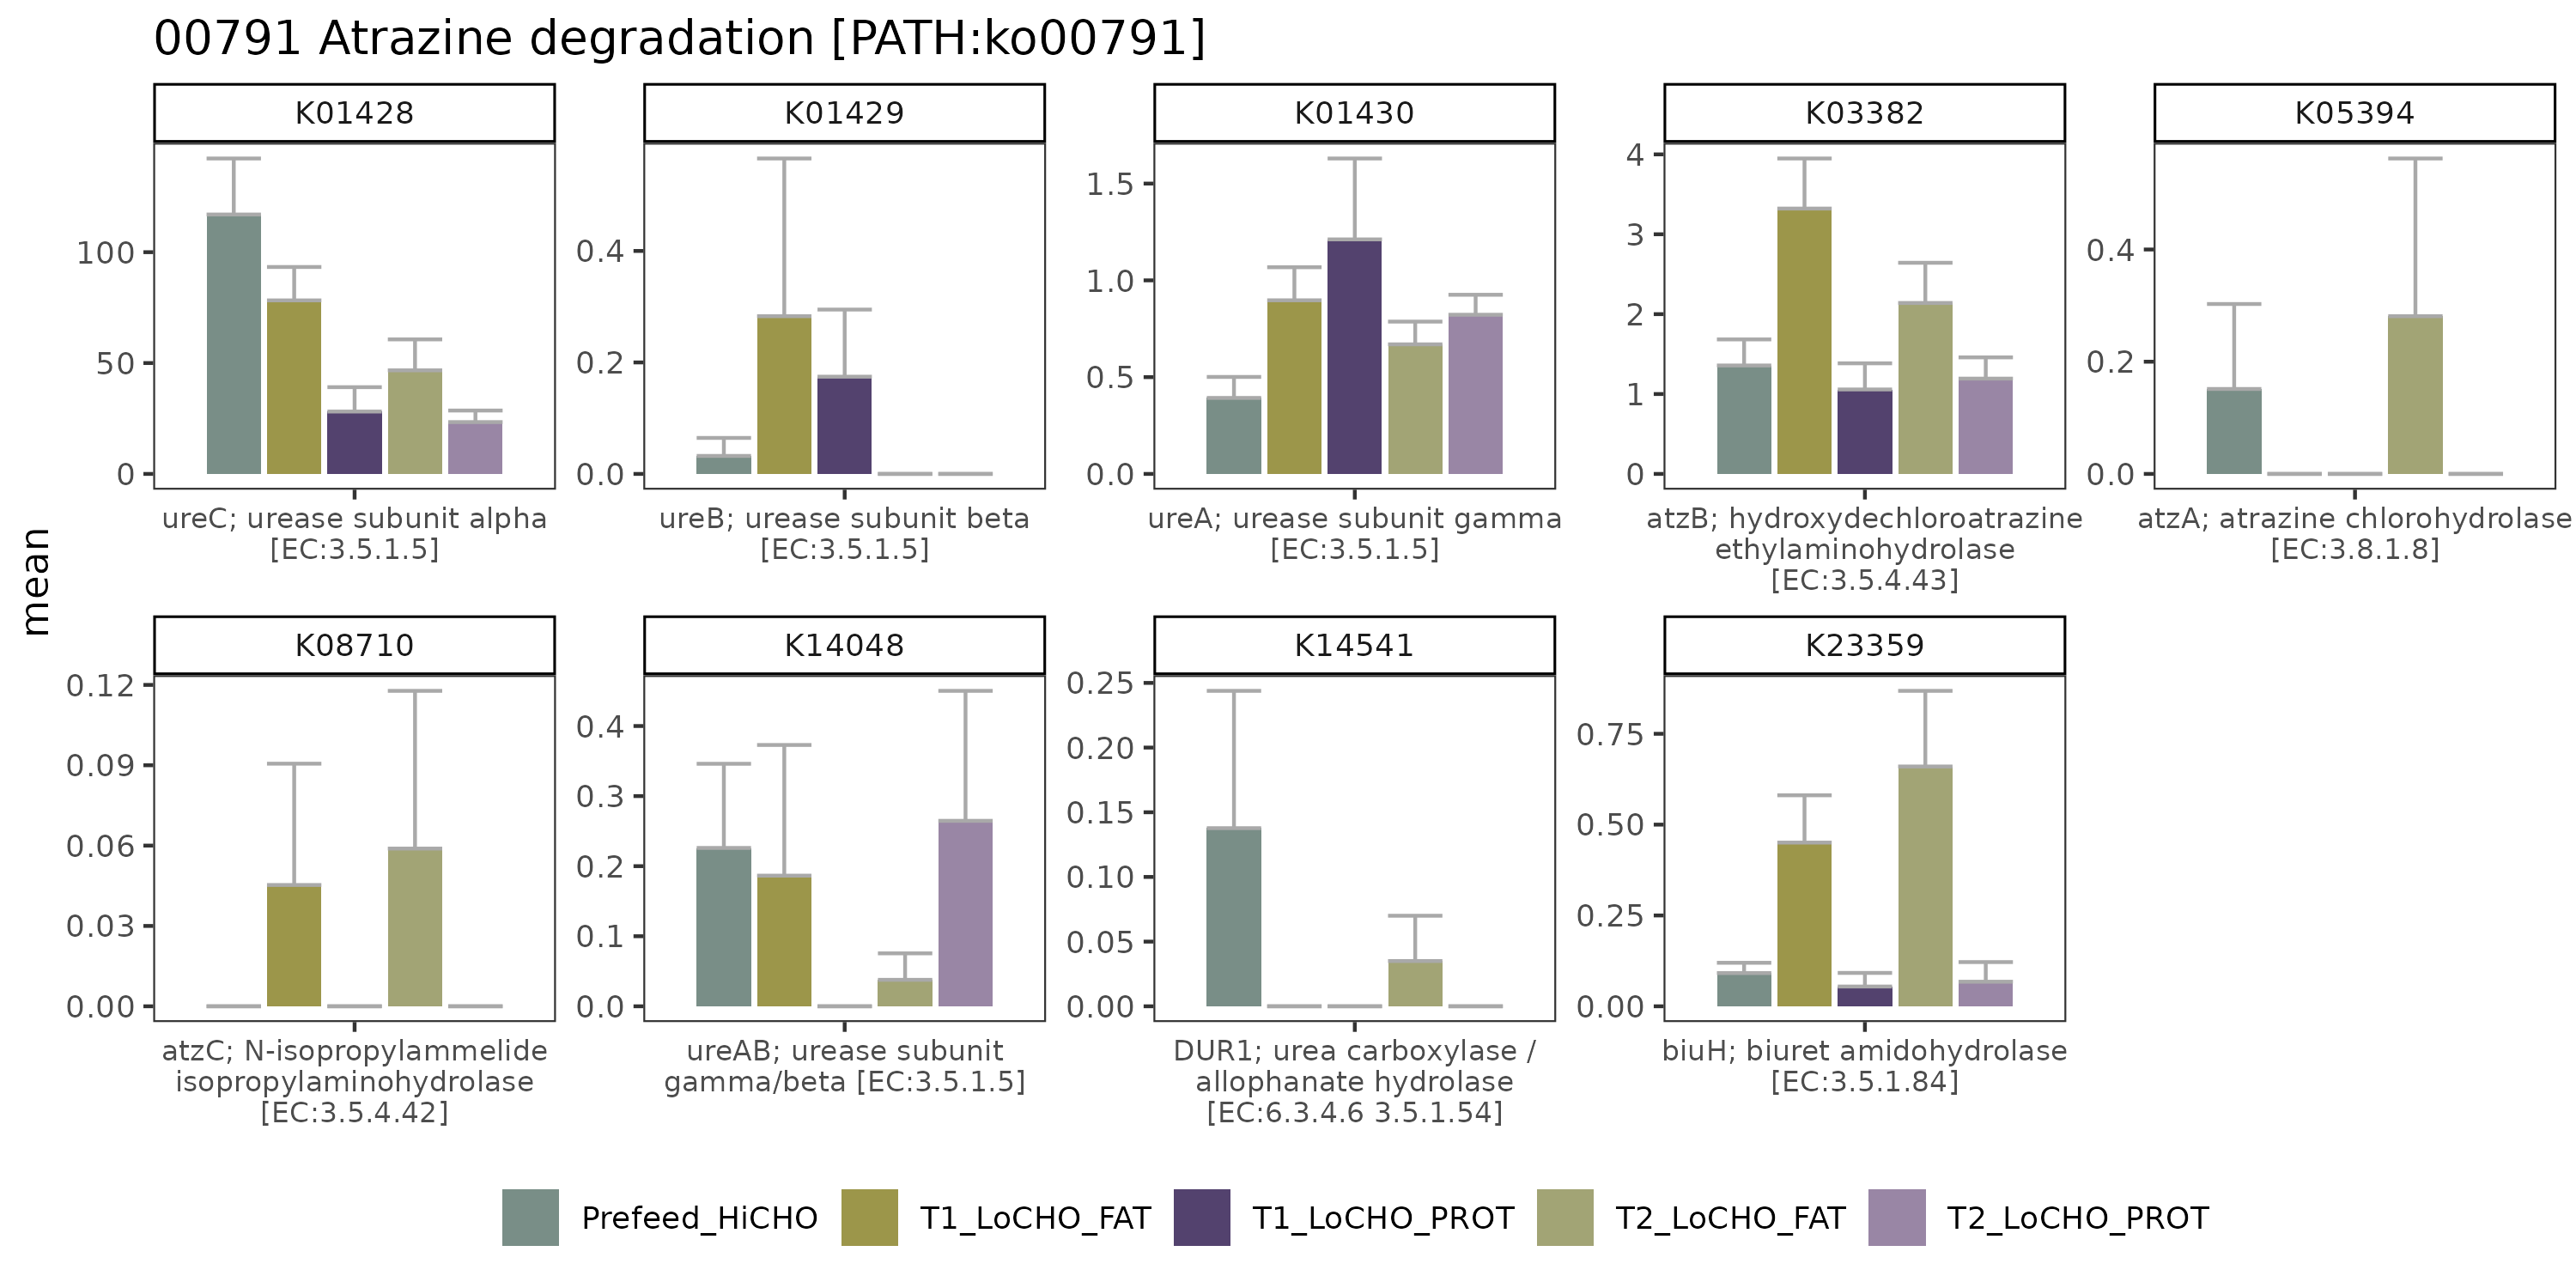 00791 Atrazine degradation [PATH:ko00791]
mean
K01428
100
50
0
ureC; urease subunit alpha
[EC:3.5.1.5]
K01429
0.4
0.2
0.0
ureB; urease subunit beta
[EC:3.5.1.5]
K01430
1.5
1.0
0.5
0.0
ureA; urease subunit gamma
[EC:3.5.1.5]
K03382
4
3
2
1
0
atzB; hydroxydechloroatrazine
ethylaminohydrolase
[EC:3.5.4.43]
K05394
0.4
0.2
0.0
atzA; atrazine chlorohydrolase
[EC:3.8.1.8]
K08710
0.12
0.09
0.06
0.03
0.00
atzC; N-isopropylammelide
isopropylaminohydrolase
[EC:3.5.4.42]
K14048
0.4
0.3
0.2
0.1
0.0
ureAB; urease subunit
gamma/beta [EC:3.5.1.5]
K14541
0.25
0.20
0.15
0.10
0.05
0.00
DUR1; urea carboxylase /
allophanate hydrolase
[EC:6.3.4.6 3.5.1.54]
K23359
0.75
0.50
0.25
0.00
biuH; biuret amidohydrolase
[EC:3.5.1.84]
Prefeed_HiCHO
T1_LoCHO_FAT
T1_LoCHO_PROT
T2_LoCHO_FAT
T2_LoCHO_PROT